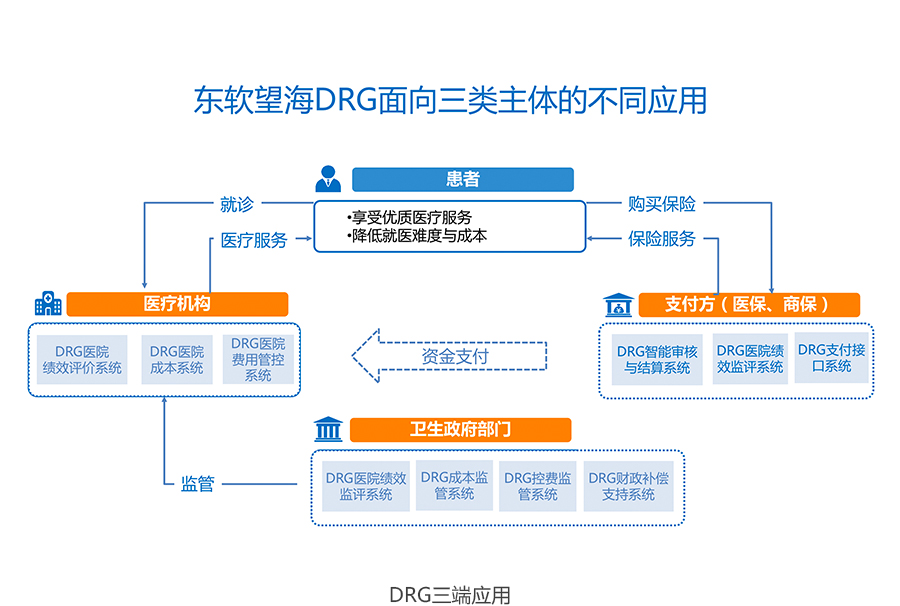 东软望海DRG面向三类主体的不同应用
患者
就诊
购买保险
•享受优质医疗服务
•降低就医难度与成本
医疗服务
保险服务
医疗机构
支付方（医保、商保）
DRG医院
绩效评价系统
DRG医院
成本系统
DRG医院
费用管控
系统
资金支付
DRG智能审核
与结算系统
DRG医院绩
效监评系统
DRG支付接
口系统
卫生政府部门
监管
DRG医院绩效
监评系统
DRG成本监
管系统
DRG控费监
管系统
DRG财政补偿
支持系统
DRG三端应用